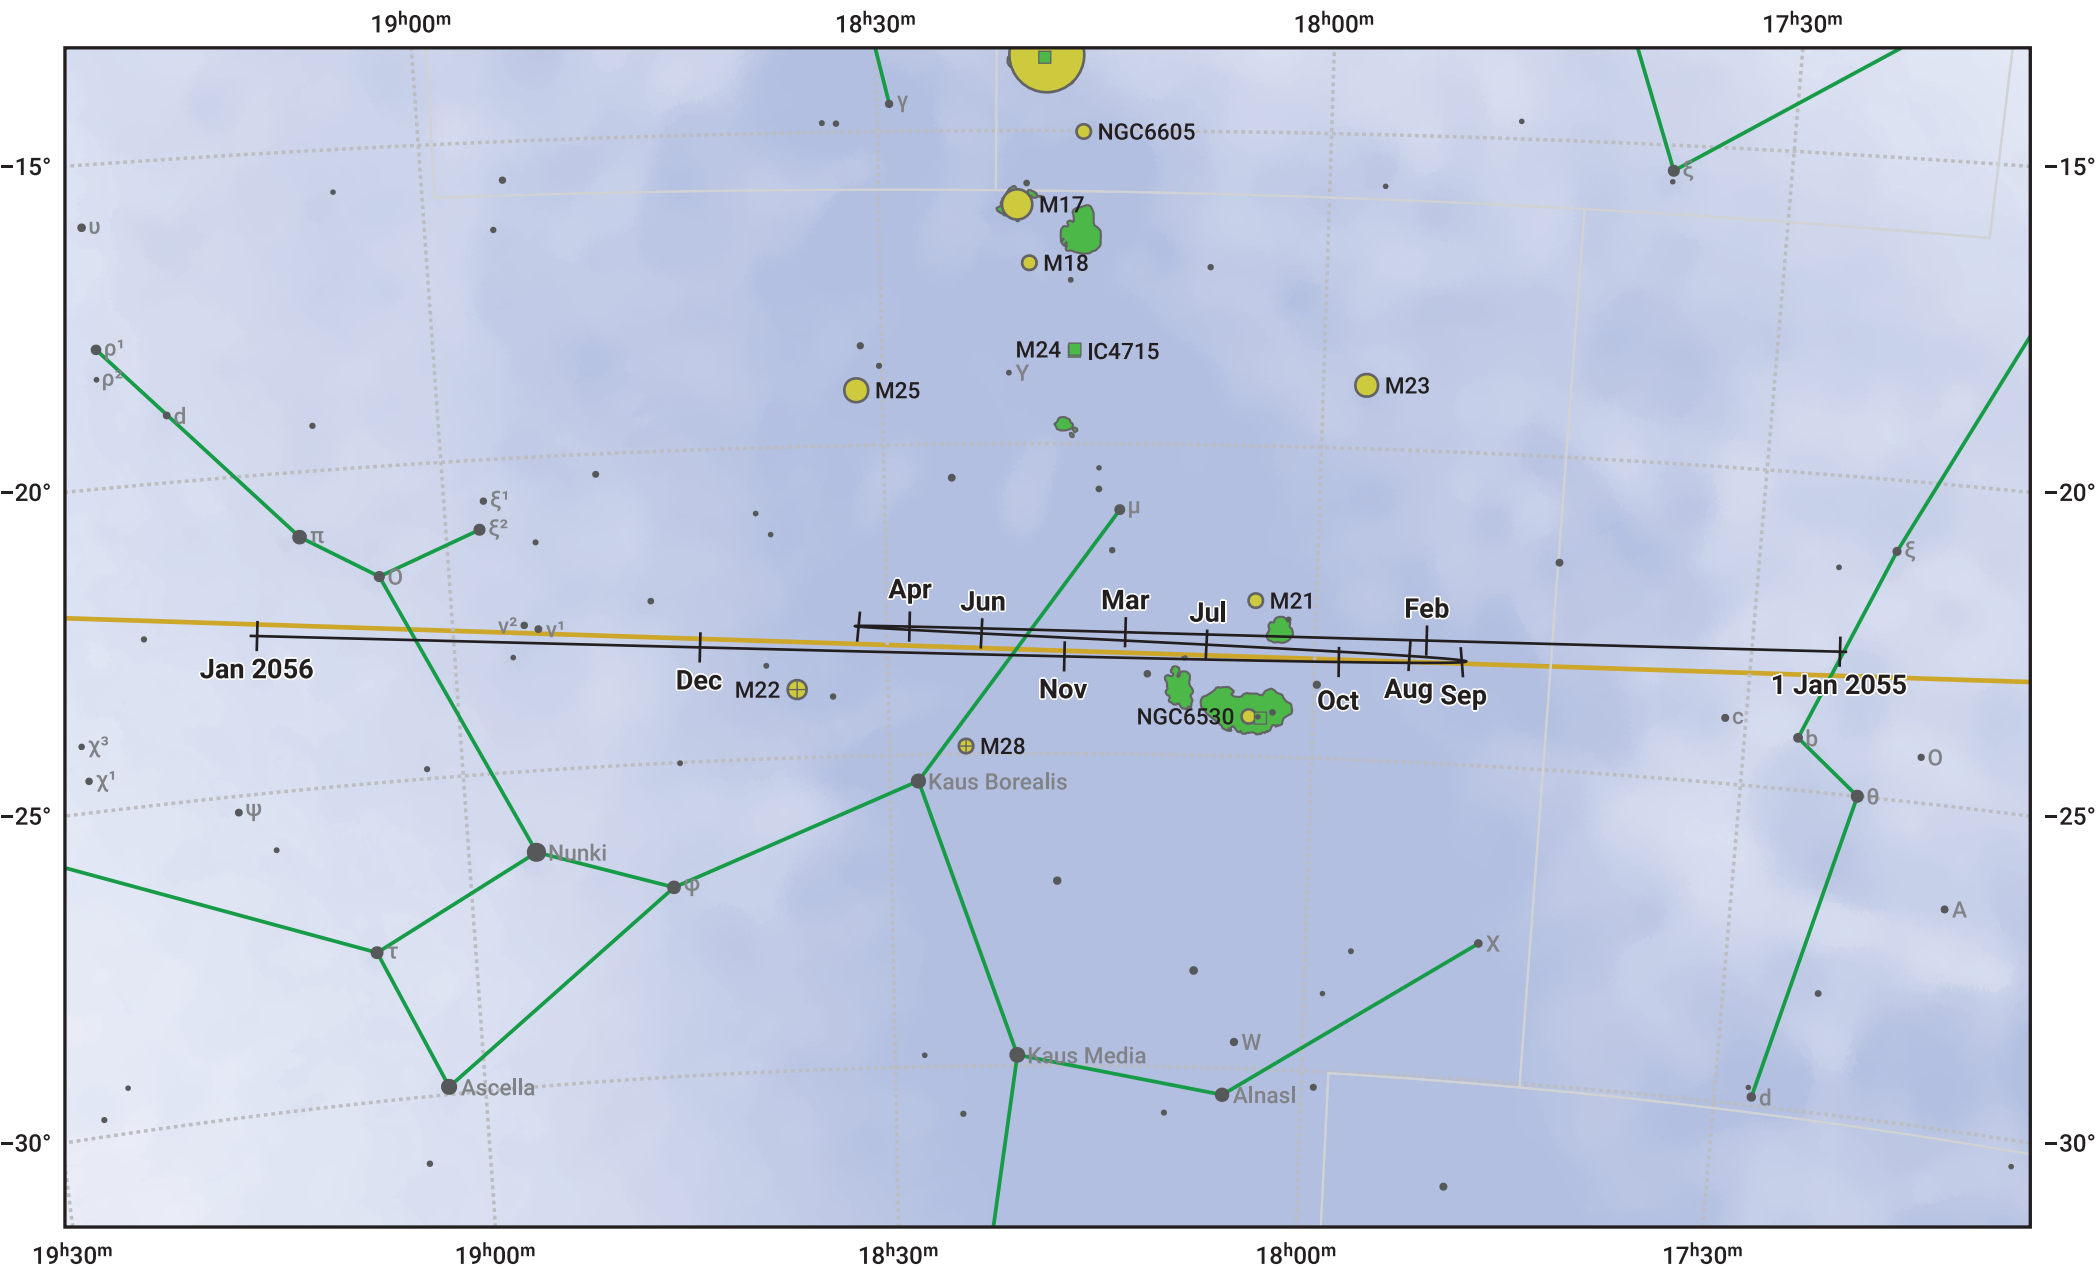 19h00m 18h30m 18h00m 17h30m
γ
NGC6605
−15° −15°
ξ
M17
υ
M18
ρ¹ M24 IC4715
ρ² Υ
M25 M23
d
−20° ξ¹ −20°
μ
ξ²
π
ξ
ο
Apr Jun Mar M21 Feb
Jul
ν² ν¹
Jan 2056 Dec M22 Nov Oct Aug Sep 1 Jan 2055
NGC6530 c
b
χ³ M28 Ο
χ¹ Kaus Borealis
θ
ψ
−25° −25°
Nunki
φ
A
τ X
W
Kaus Media
Ascella Alnasl d
−30° −30°
19h30m 19h00m 18h30m 18h00m 17h30m